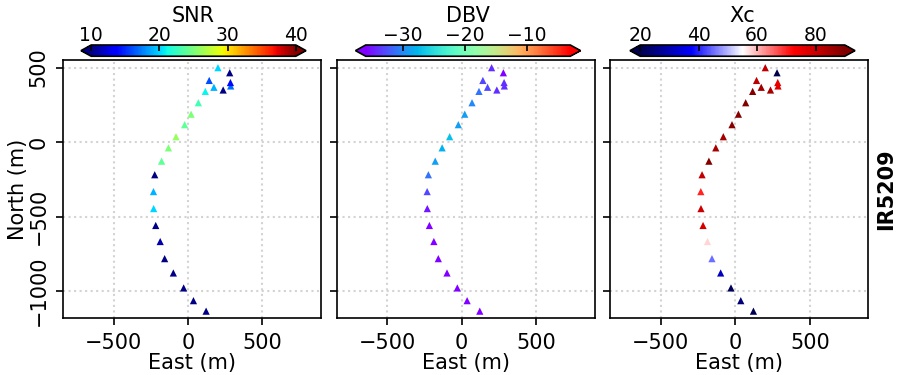 SNR DBV Xc
10 20 30 40 −30 −20 −10 20 40 60 80
500
0
−500
−1000
North (m)
−500 0 500 −500 0 500 −500 0 500
East (m) East (m) East (m)
IR5209